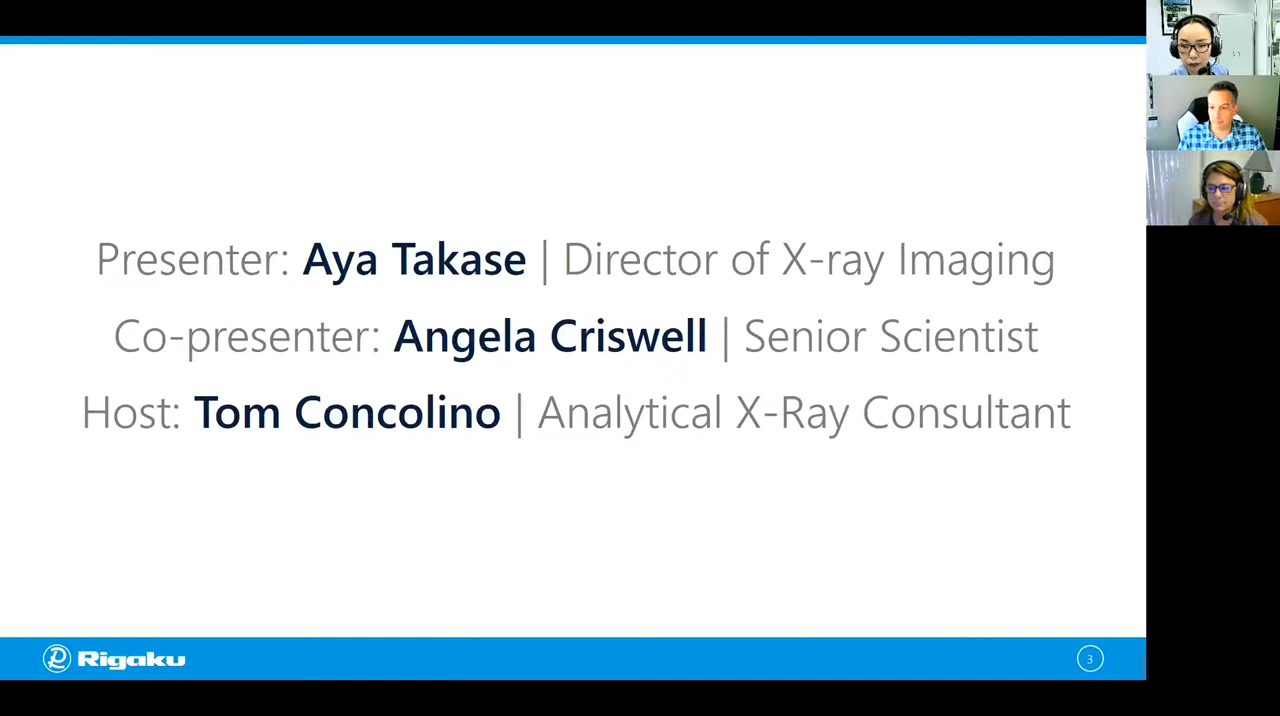 Presenter: Aya Takase | Director of X-ray Imaging
Co-presenter: Angela Criswell | Senior Scientist
Host: Tom Concolino | Analytical X-Ray Consultant
Rigaku
3